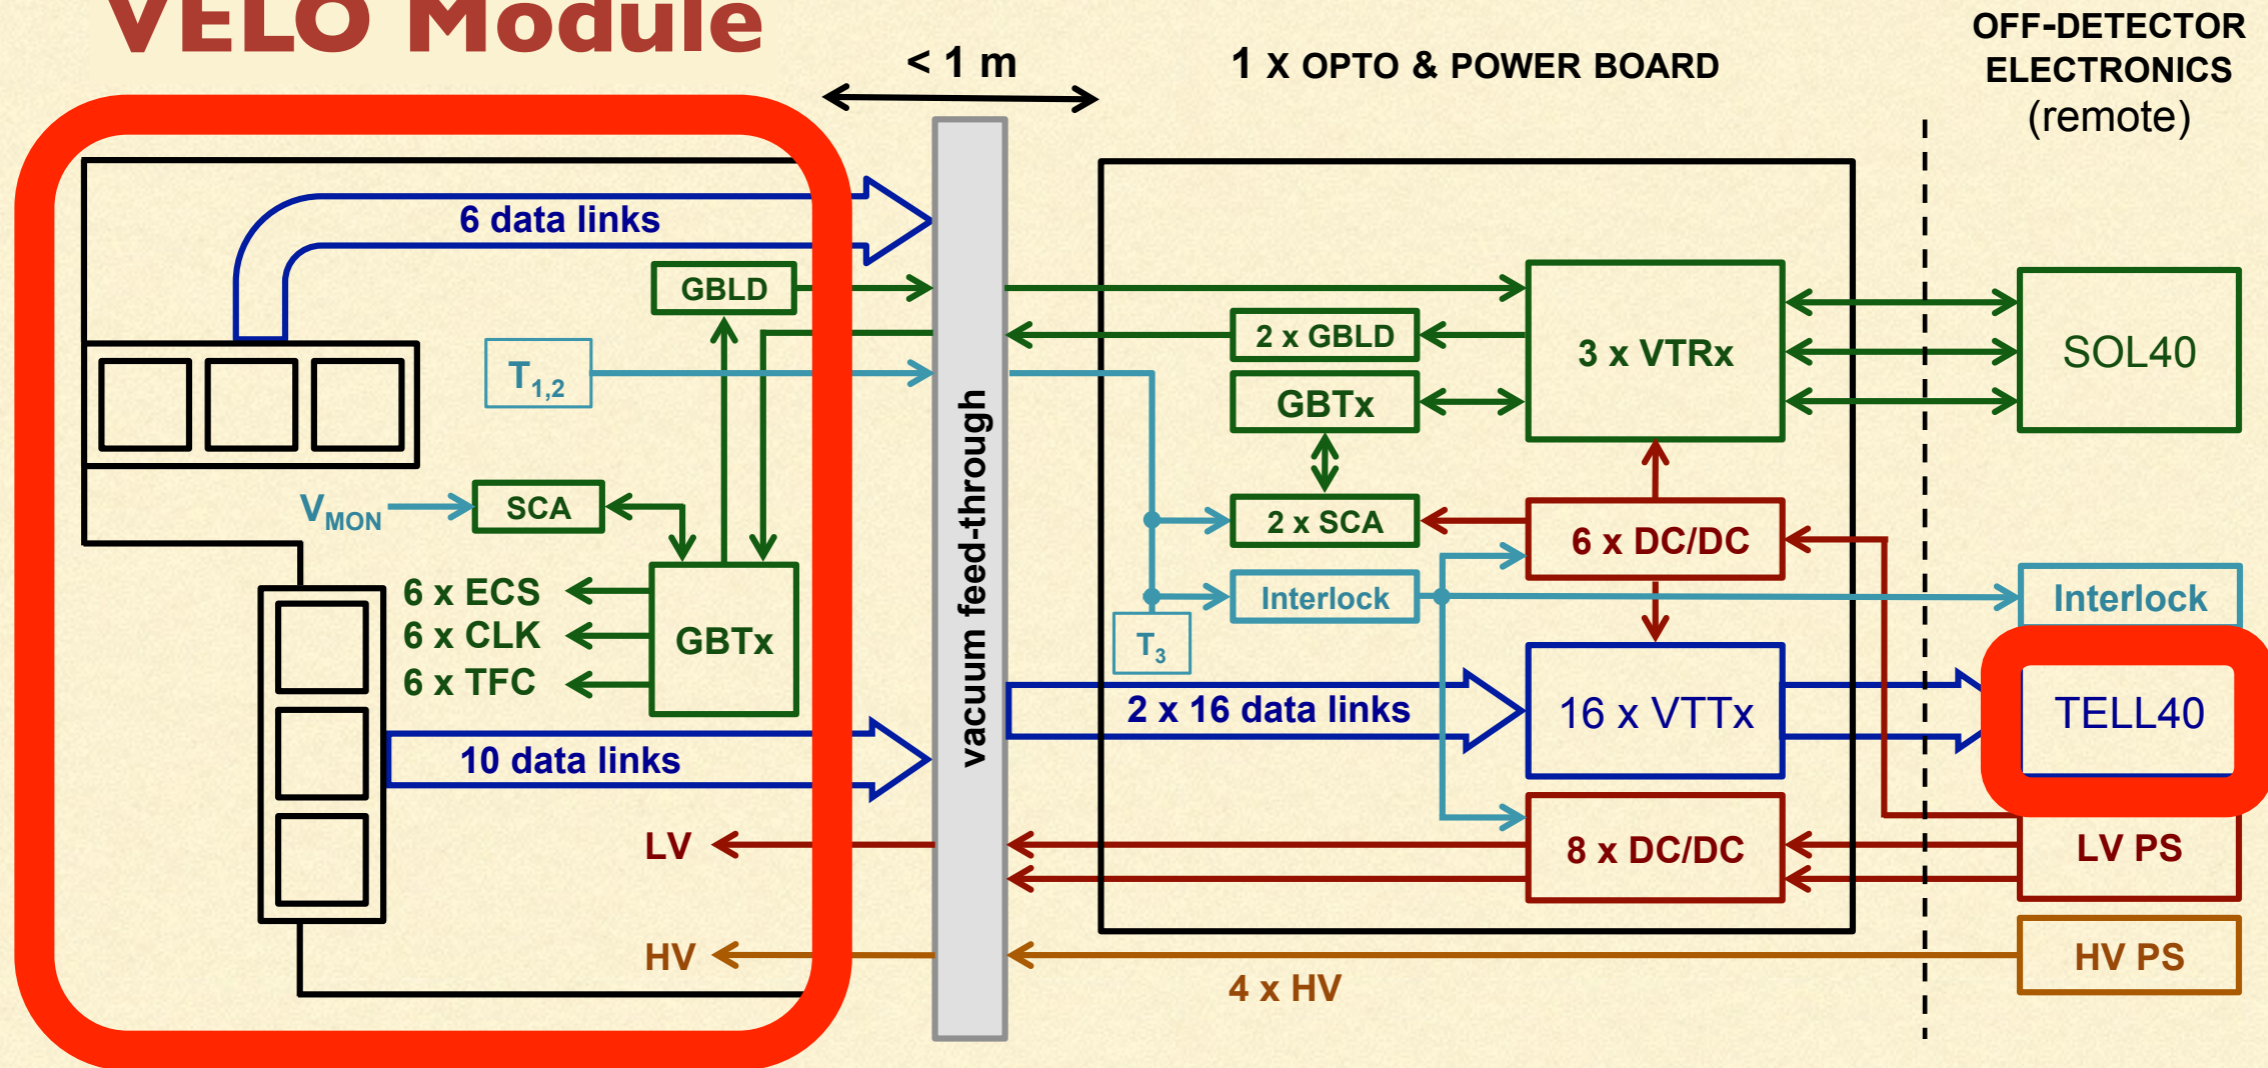 VELO Module
< 1 m
1 X OPTO & POWER BOARD
OFF-DETECTOR
ELECTRONICS
(remote)
6 data links
GBLD
T1,2
VMON
SCA
6 x ECS
6 x CLK
6 x TFC
GBTx
10 data links
LV
HV
vacuum feed-through
2 x GBLD
GBTx
2 x SCA
Interlock
T3
2 x 16 data links
3 x VTRx
6 x DC/DC
16 x VTTx
8 x DC/DC
4 x HV
SOL40
Interlock
TELL40
LV PS
HV PS